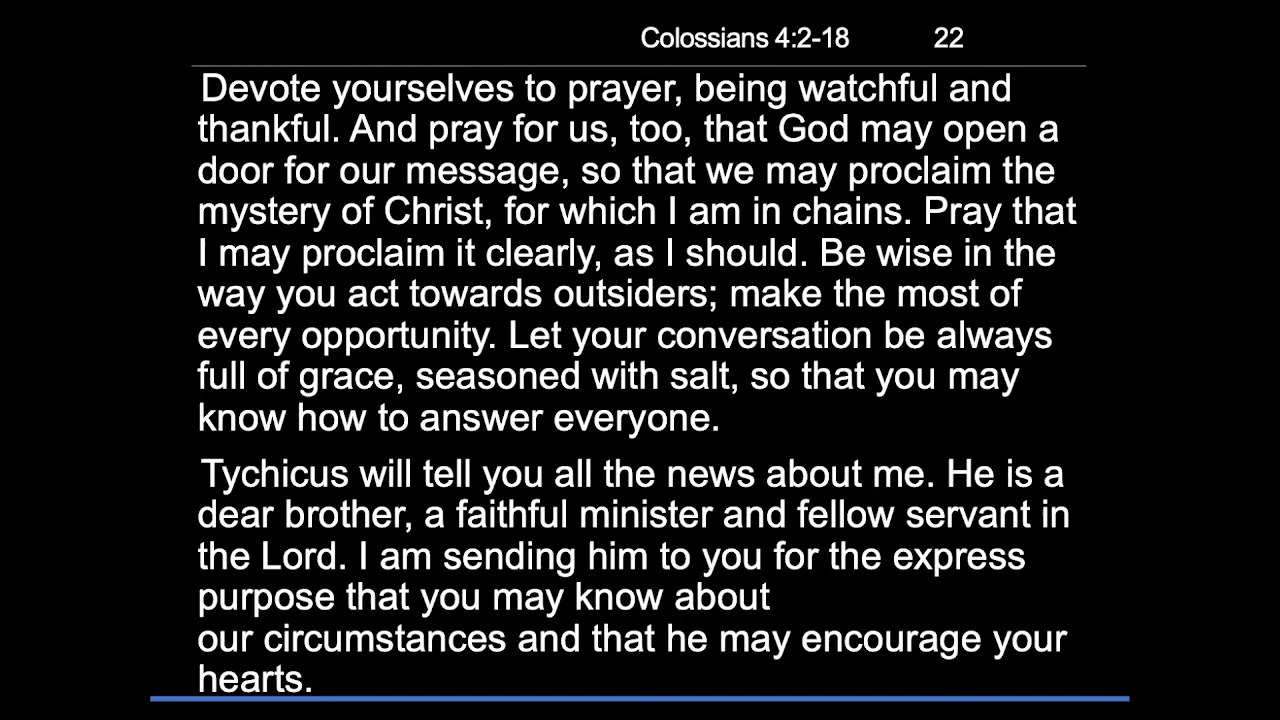 Colossians 4:2-18 22
Devote yourselves to prayer, being watchful and
thankful. And pray for us, too, that God may open a
door for our message, so that we may proclaim the
mystery of Christ, for which I am in chains. Pray that
I may proclaim it clearly, as I should. Be wise in the
way you act towards outsiders; make the most of
every opportunity. Let your conversation be always
full of grace, seasoned with salt, so that you may
know how to answer everyone.
Tychicus will tell you all the news about me. He is a
dear brother, a faithful minister and fellow servant in
the Lord. I am sending him to you for the express
purpose that you may know about
our circumstances and that he may encourage your
hearts.